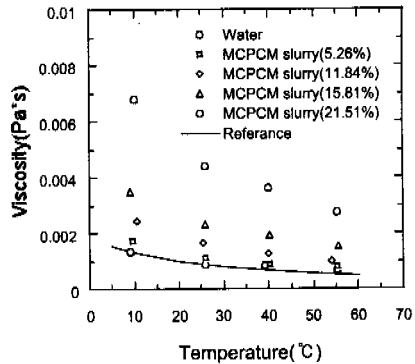 0.01
0.008
0.006
0.004
0.002
0
Viscosity(Pa*s)
Water
MCPCM slurry(5.26%)
MCPCM slurry(11.84%)
MCPCM slurry(15.81%)
MCPCM slurry(21.51%)
Referance
0 10 20 30 40 50 60 70
Temperature(℃)